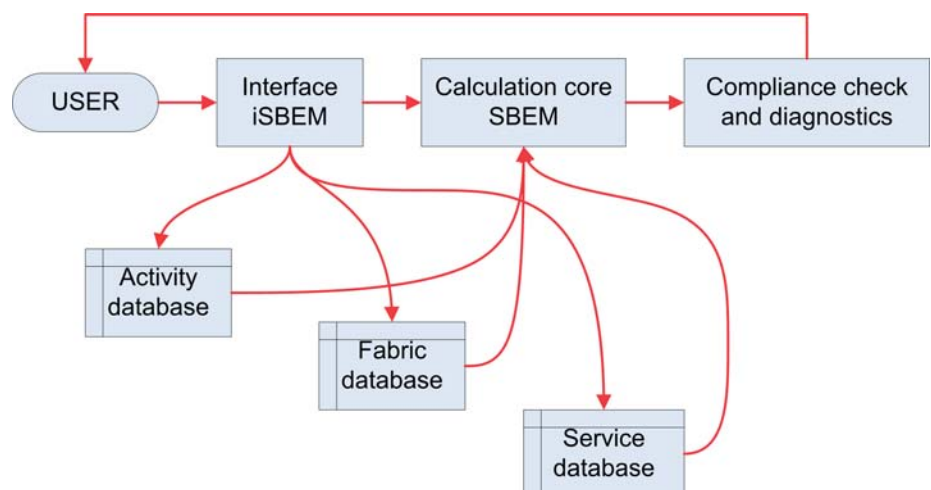 USER
Interface
iSBEM
Calculation core
SBEM
Compliance check
and diagnostics
Activity
database
Fabric
database
Service
database